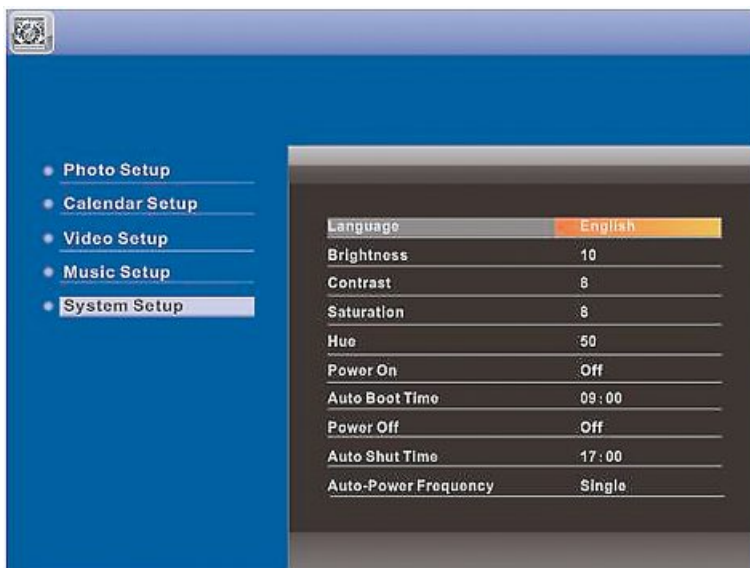 Photo Setup
Calendar Setup
Video Setup
Music Setup
System Setup
Language English
Brightness 10
Contrast 8
Saturation 8
Hue 50
Power On Off
Auto Boot Time 09:00
Power Off Off
Auto Shut Time 17:00
Auto-Power Frequency Single